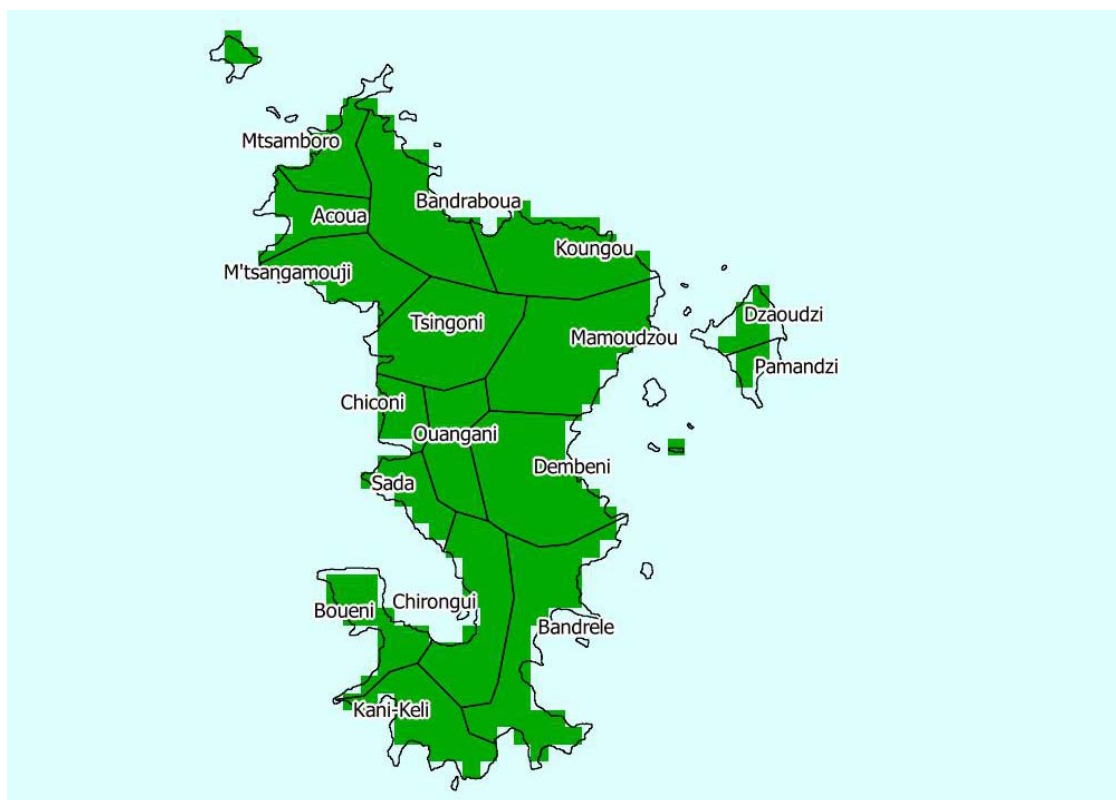 Mtsamboro
Bandraboua
Acoua
Koungou
M'tsangamouji
Dzaoudzi
Tsingoni
Mamoudzou
Pamandzi
Chiconi
Ouangani
Dembeni
Sada
Chirongui
Boueni
Bandrele
Kani-Keli